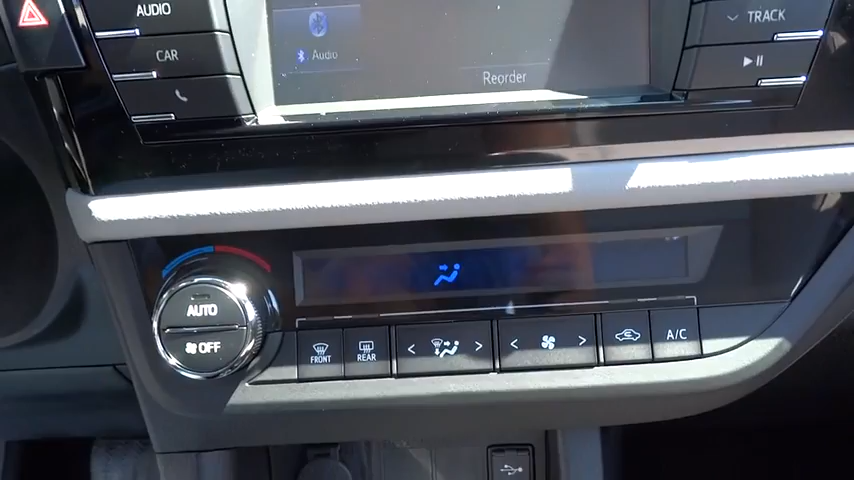 AUDIO
CAR
Audio
Reorder
TRACK
AUTO
OFF
FRONT
REAR
A/C